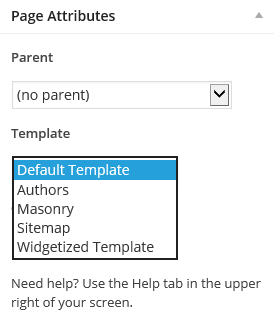 Page Attributes
Parent
(no parent)
Template
Default Template
Authors
Masonry
Sitemap
Widgetized Template
Need help? Use the Help tab in the upper
right of your screen.